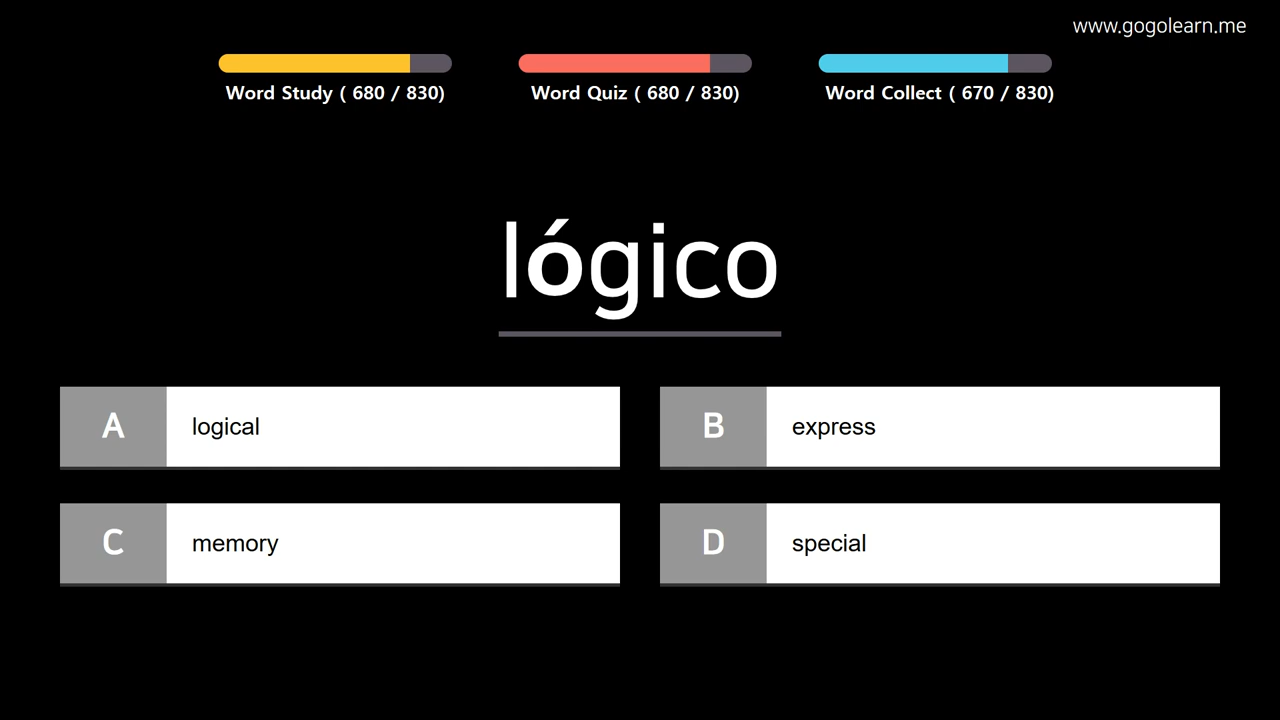 www.gogolearn.me
Word Study ( 680 / 830)
Word Quiz ( 680 / 830)
Word Collect ( 670 / 830)
lógico
A logical
B express
C memory
D special